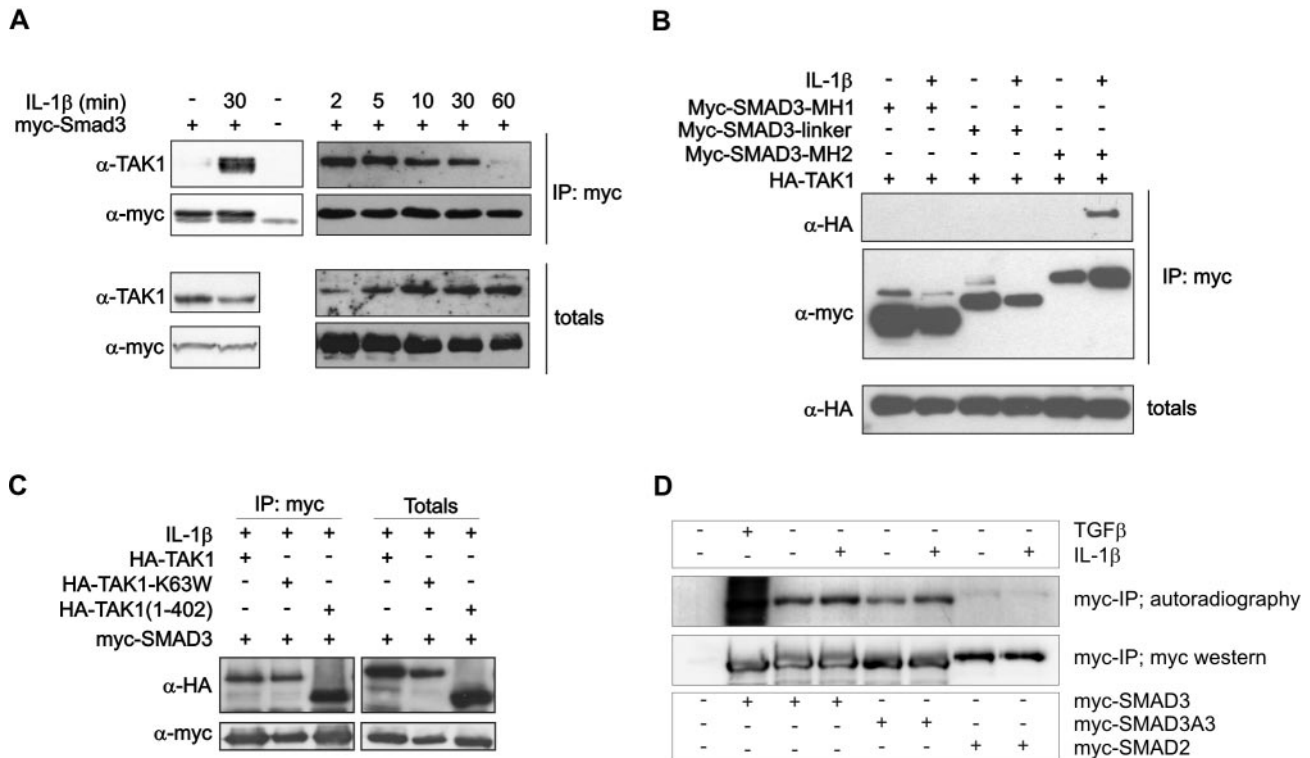 A
IL-1β (min) - 30 - 2 5 10 30 60
myc-Smad3 + + - + + + + +
α-TAK1
α-myc
IP: myc
α-TAK1
α-myc
totals
B
IL-1β - + - + - +
Myc-SMAD3-MH1 + + - - - -
Myc-SMAD3-linker - - + + - -
Myc-SMAD3-MH2 - - - - + +
HA-TAK1 + + + + + +
α-HA
α-myc
IP: myc
α-HA totals
C
IP: myc Totals
IL-1β + + + + + +
HA-TAK1 + - - + - -
HA-TAK1-K63W - + - - + -
HA-TAK1(1-402) - - + - - +
myc-SMAD3 + + + + + +
α-HA
α-myc
D
- + - - - - - - TGFβ
- - - + - + - + IL-1β
myc-IP; autoradiography
myc-IP; myc western
- + + + - - - - myc-SMAD3
- - - - + + - - myc-SMAD3A3
- - - - - - + + myc-SMAD2